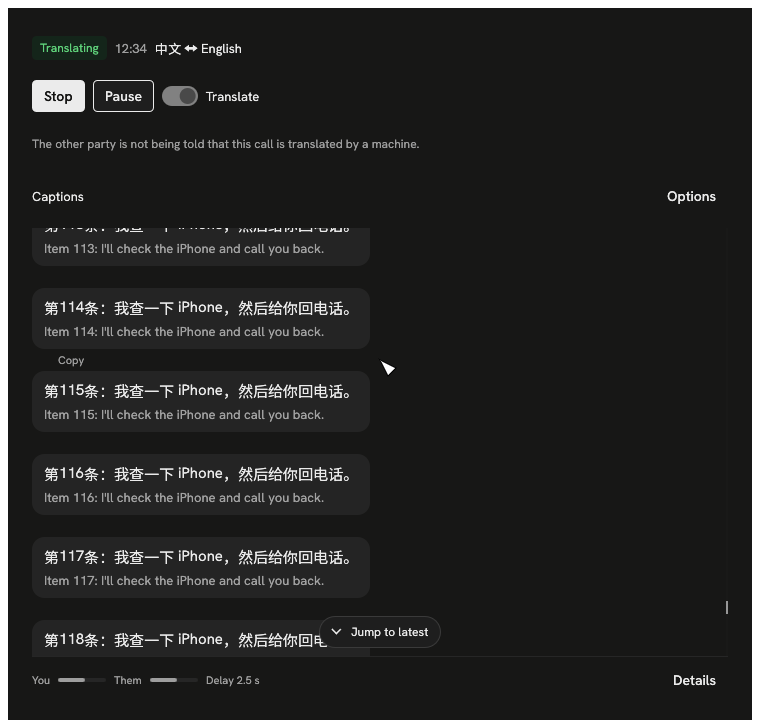 Translating 12:34 中文 ↔ English
Stop Pause Translate
The other party is not being told that this call is translated by a machine.
Captions Options
Item 113: I'll check the iPhone and call you back.
第114条：我查一下 iPhone，然后给你回电话。
Item 114: I'll check the iPhone and call you back.
Copy
第115条：我查一下 iPhone，然后给你回电话。
Item 115: I'll check the iPhone and call you back.
第116条：我查一下 iPhone，然后给你回电话。
Item 116: I'll check the iPhone and call you back.
第117条：我查一下 iPhone，然后给你回电话。
Item 117: I'll check the iPhone and call you back.
第118条：我查一下 iPhone，然后给你回
Jump to latest
You Them Delay 2.5 s Details